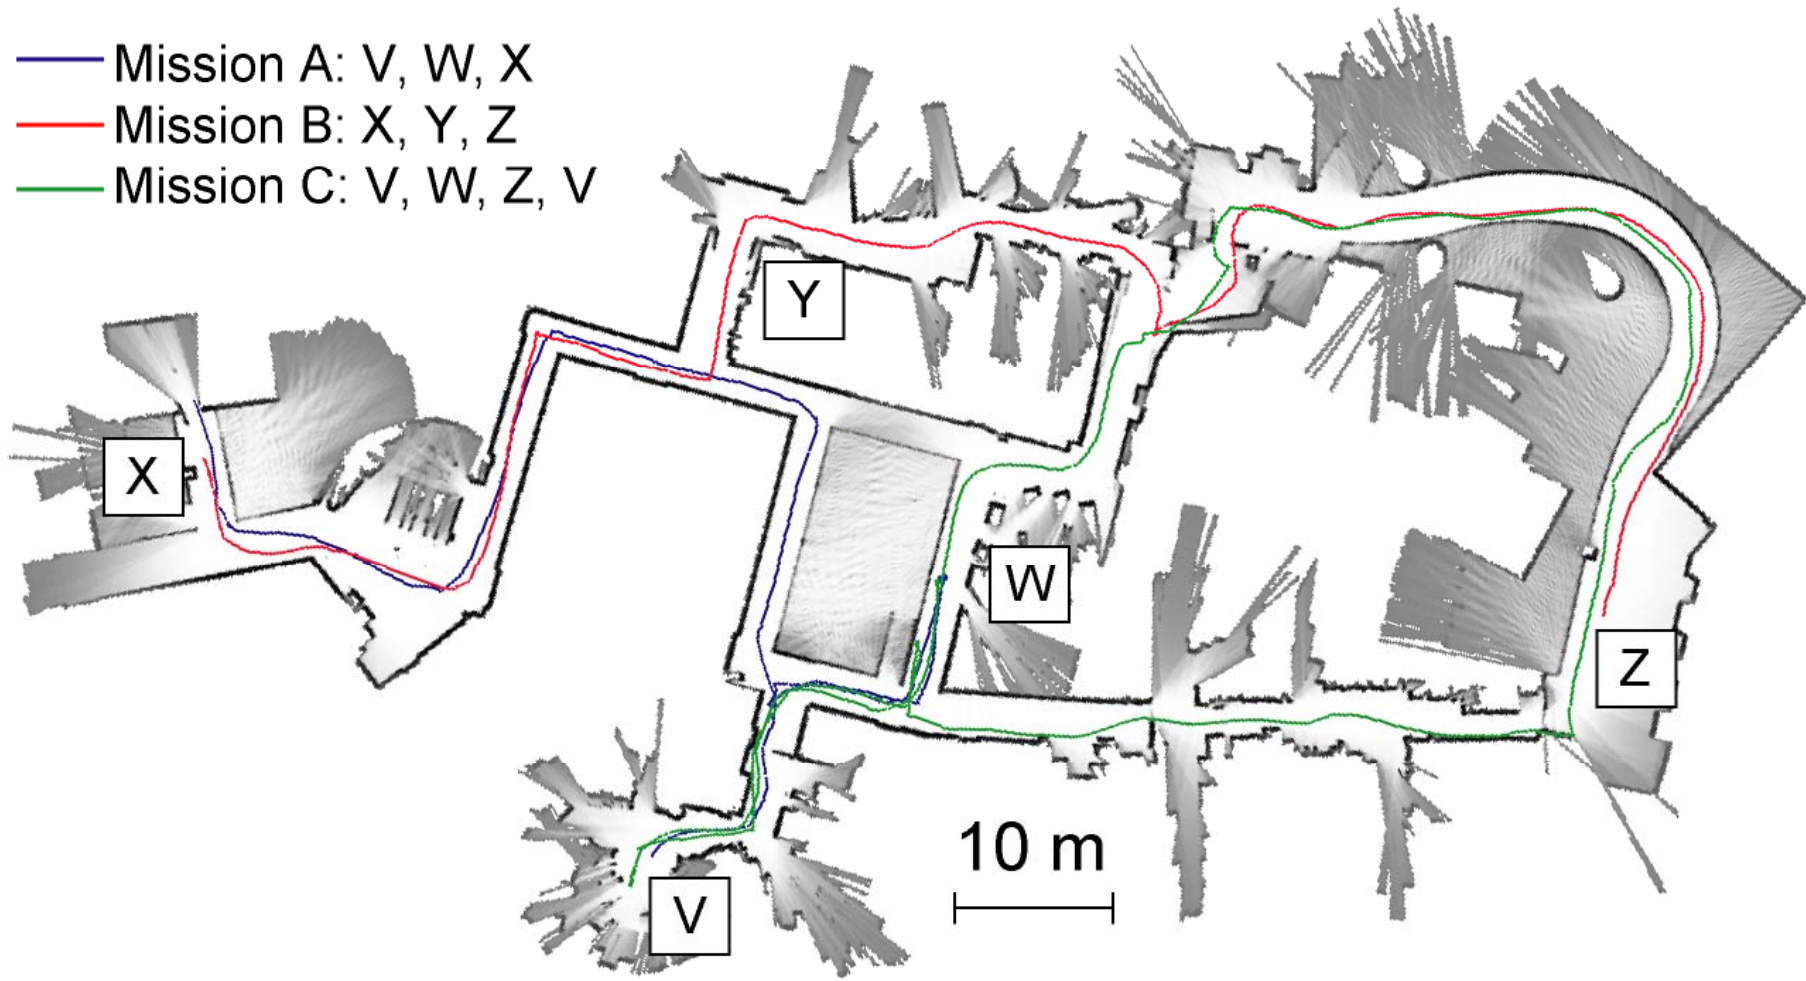 Mission A: V, W, X
Mission B: X, Y, Z
Mission C: V, W, Z, V
Y
X
W
Z
10 m
V